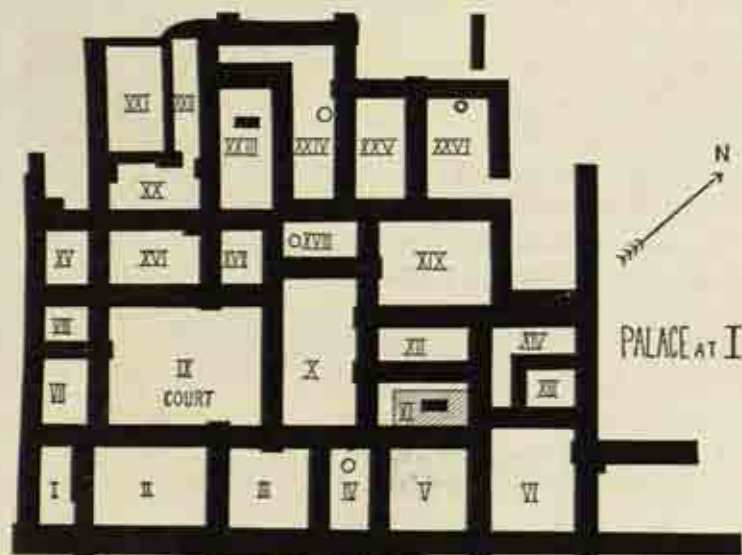 XXI XXII
XXIII XXIV XXV XXVI
N
XX
XV XVI XVII XVIII XIX
VIII XII XIV
PALACE AT
IX
COURT
X
XIII
VII XI
I II III IV V VI